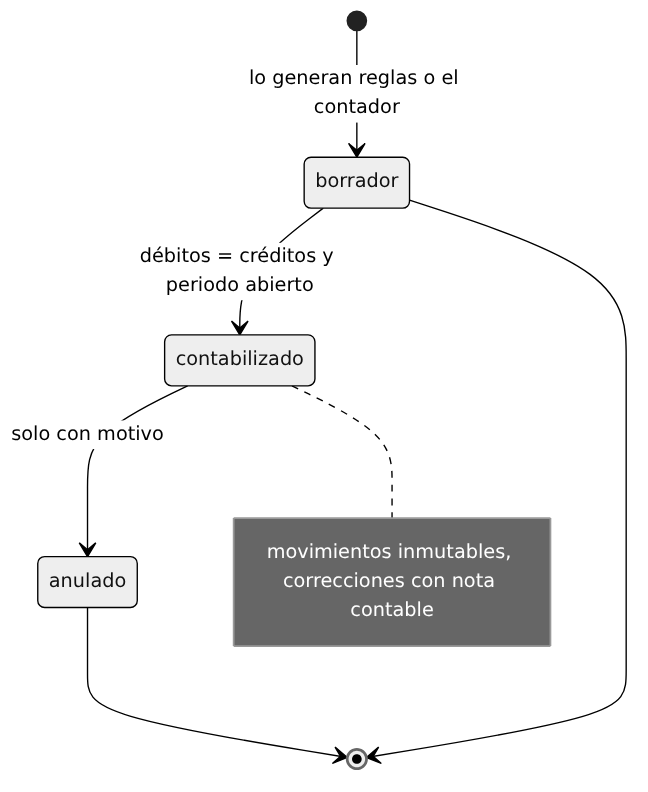 lo generan reglas o el
contador
borrador
débitos = créditos y
periodo abierto
contabilizado
solo con motivo
movimientos inmutables,
correcciones con nota
contable
anulado